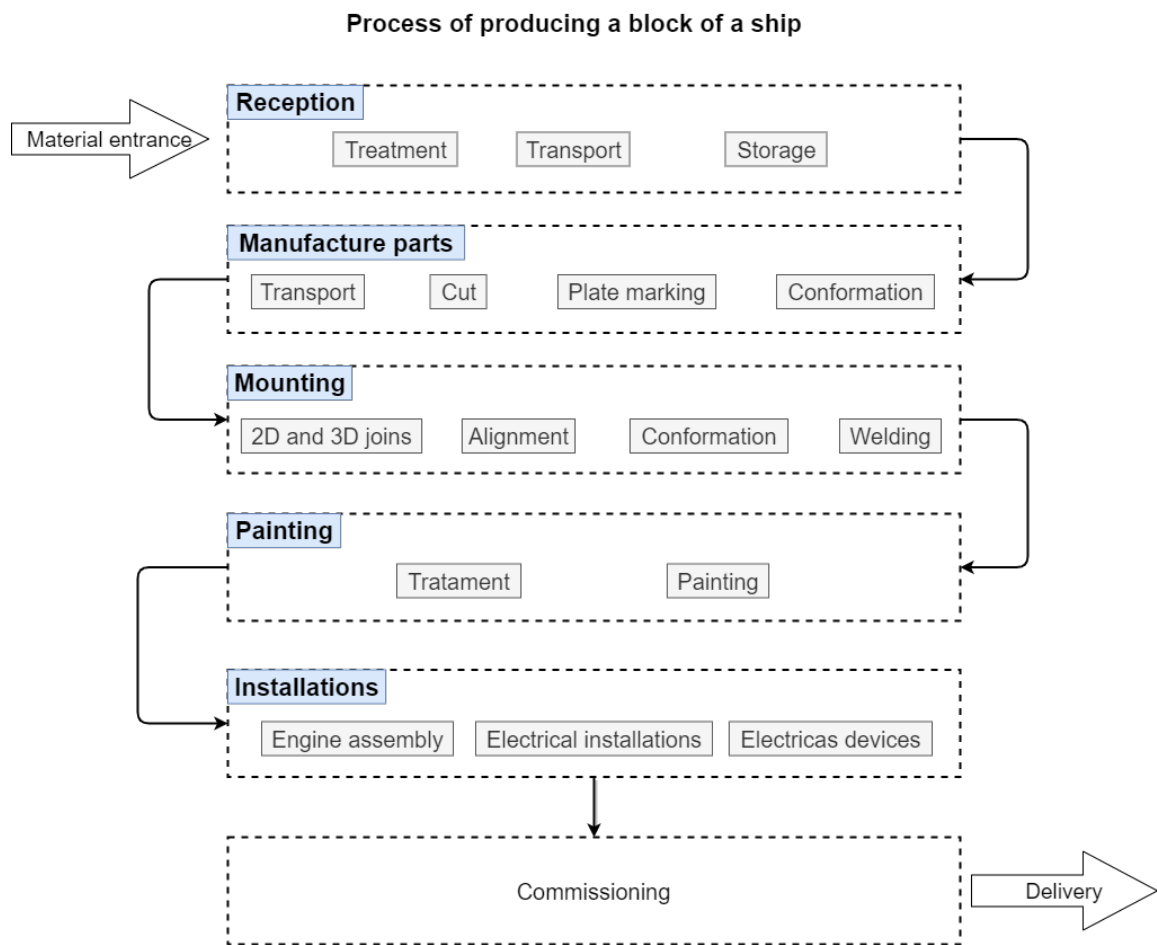 Process of producing a block of a ship
Reception
Material entrance
Treatment
Transport
Storage
Manufacture parts
Transport
Cut
Plate marking
Conformation
Mounting
2D and 3D joins
Alignment
Conformation
Welding
Painting
Tratament
Painting
Installations
Engine assembly
Electrical installations
Electricas devices
Commissioning
Delivery